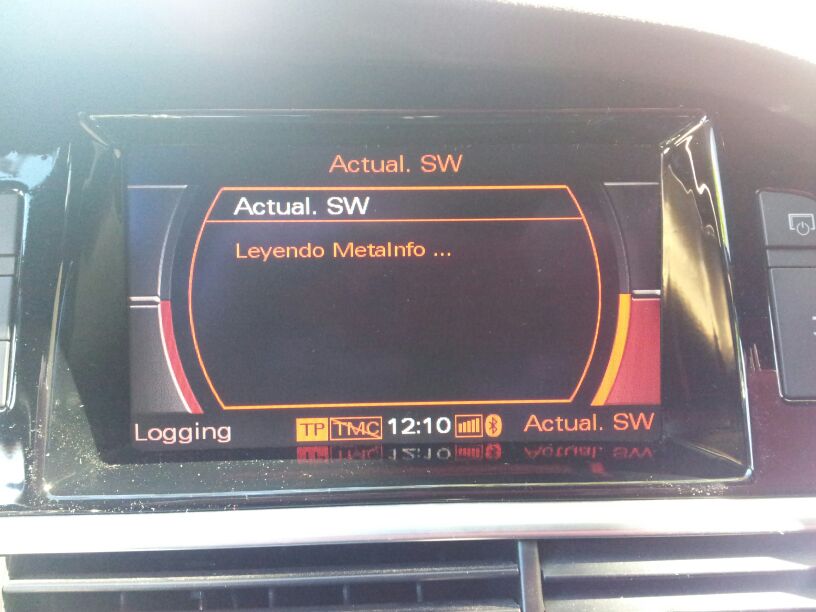 Actual. SW
Actual. SW
Leyendo MetaInfo ...
Logging
TP TMC 12:10
Actual. SW